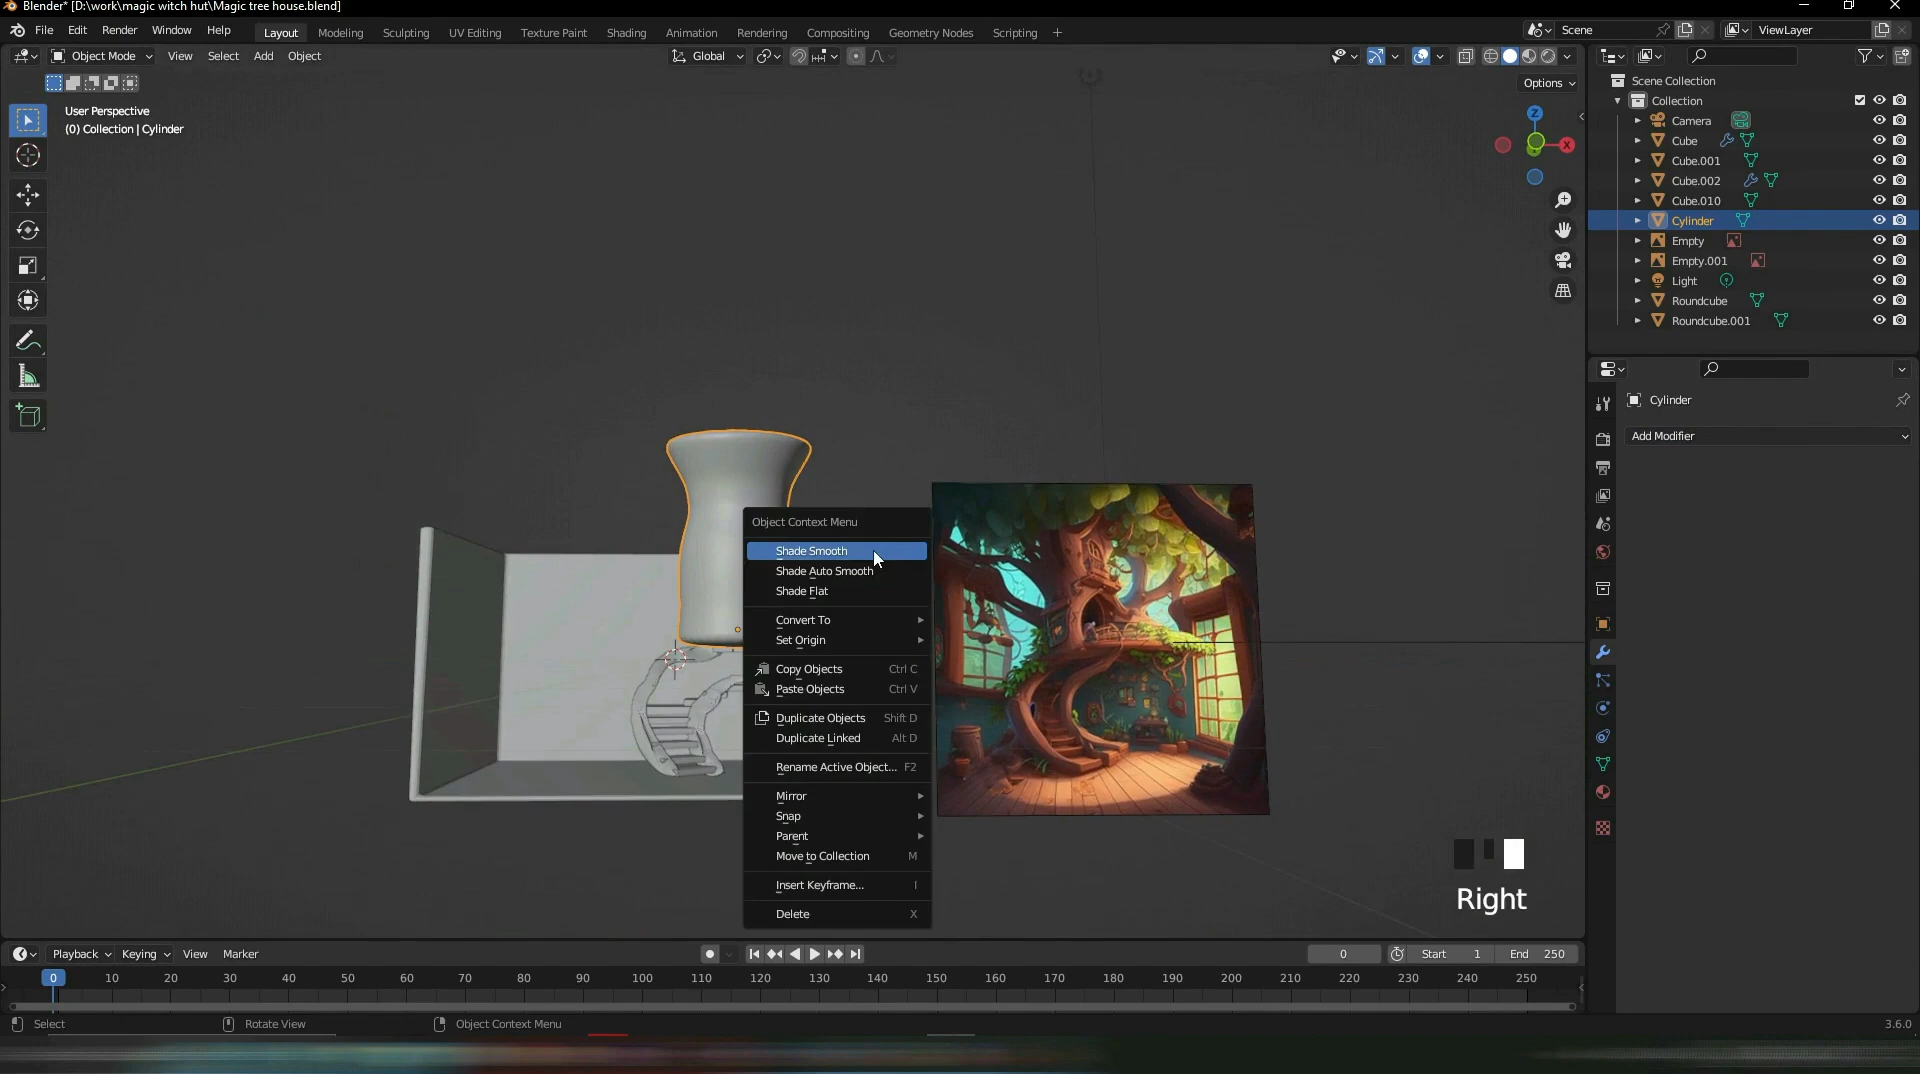 Blender* [D:\work\magic witch hut\Magic tree house.blend]
File Edit Render Window Help Layout Modeling Sculpting UV Editing Texture Paint Shading Animation Rendering Compositing Geometry Nodes Scripting + Scene ViewLayer
Object Mode View Select Add Object Global
Options
User Perspective
(0) Collection | Cylinder
Z
X
Scene Collection
Collection
Camera
Cube
Cube.001
Cube.002
Cube.010
Cylinder
Empty
Empty.001
Light
Roundcube
Roundcube.001
Cylinder
Add Modifier
Object Context Menu
Shade Smooth
Shade Auto Smooth
Shade Flat
Convert To
Set Origin
Copy Objects Ctrl C
Paste Objects Ctrl V
Duplicate Objects Shift D
Duplicate Linked Alt D
Rename Active Object... F2
Mirror
Snap
Parent
Move to Collection M
Insert Keyframe... I
Delete X
Right
Playback Keying View Marker 0 Start 1 End 250
0 10 20 30 40 50 60 70 80 90 100 110 120 130 140 150 160 170 180 190 200 210 220 230 240 250
Select Rotate View Object Context Menu 3.6.0